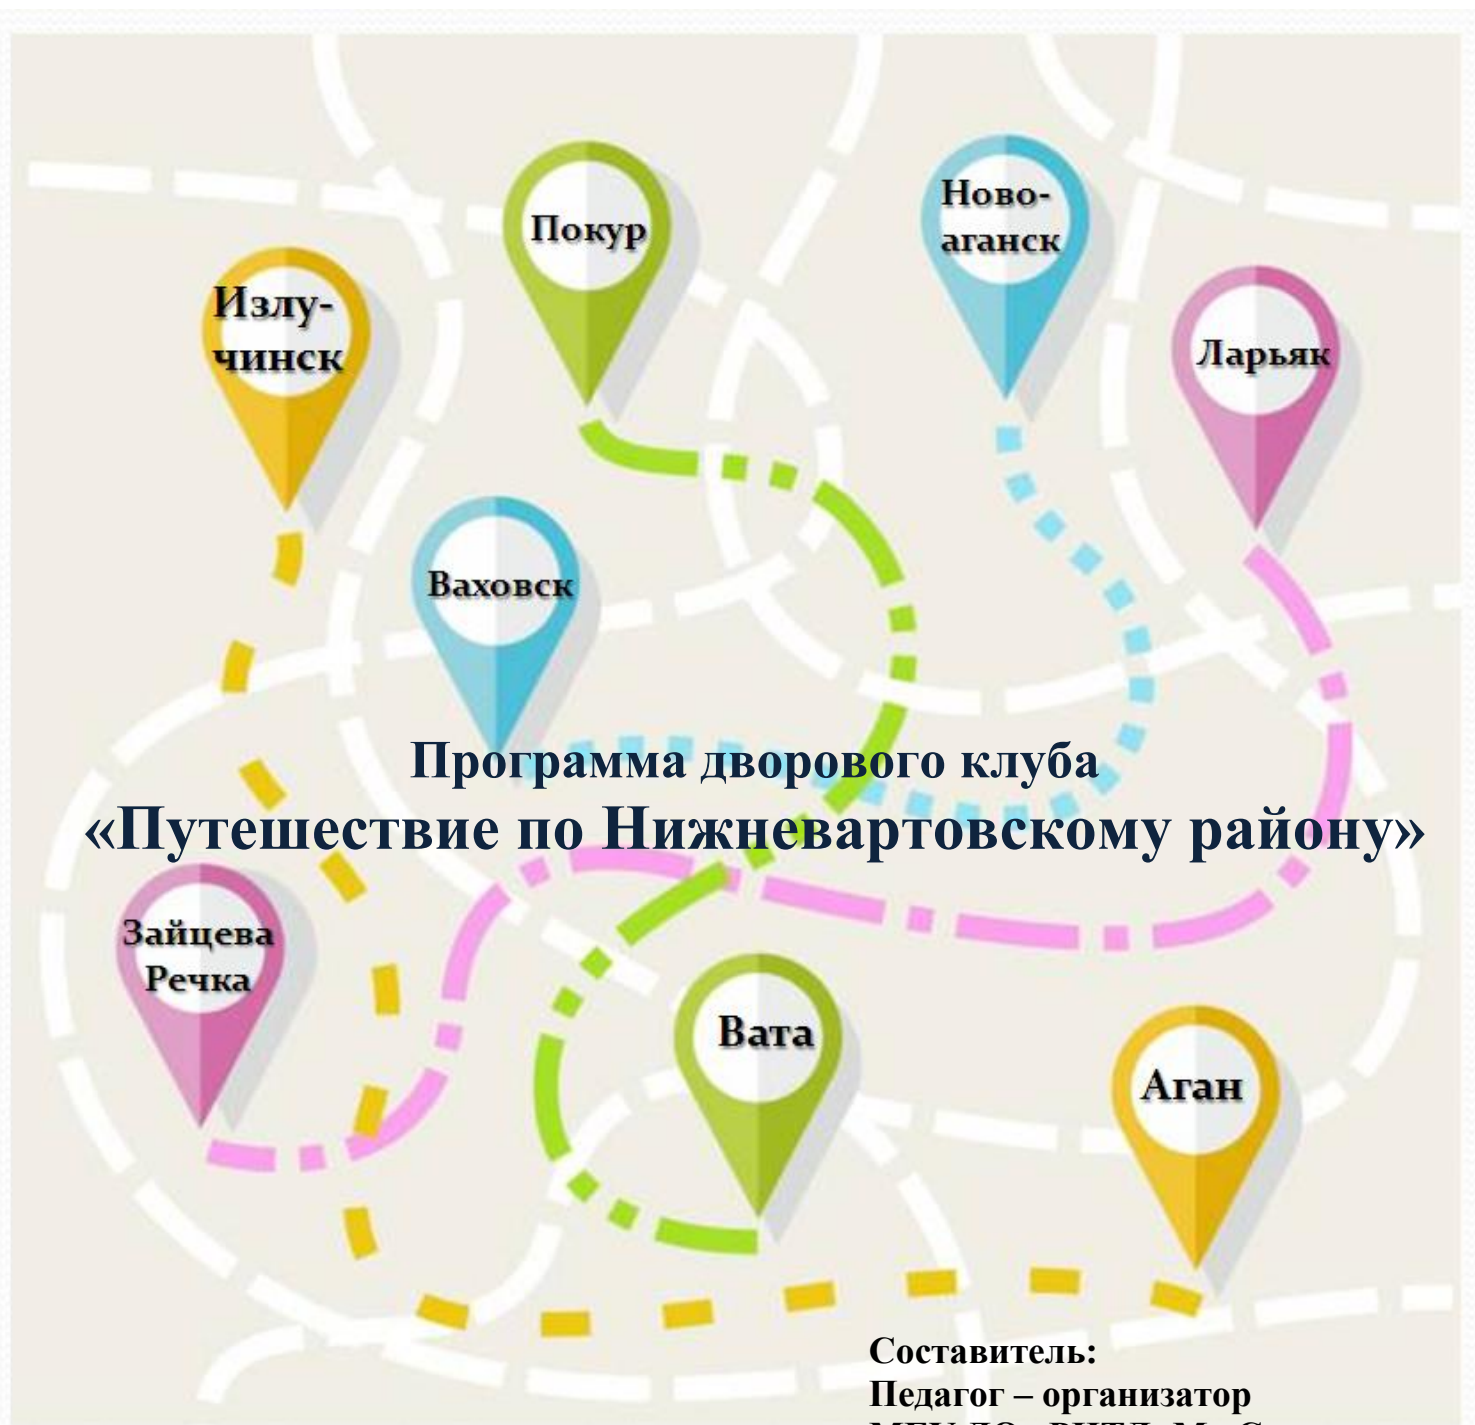 Покур
Ново-
аганск
Излу-
чинск
Ларьяк
Ваховск
Программа дворового клуба
«Путешествие по Нижневартовскому району»
Зайцева
Речка
Вата
Аган
Составитель:
Педагог – организатор